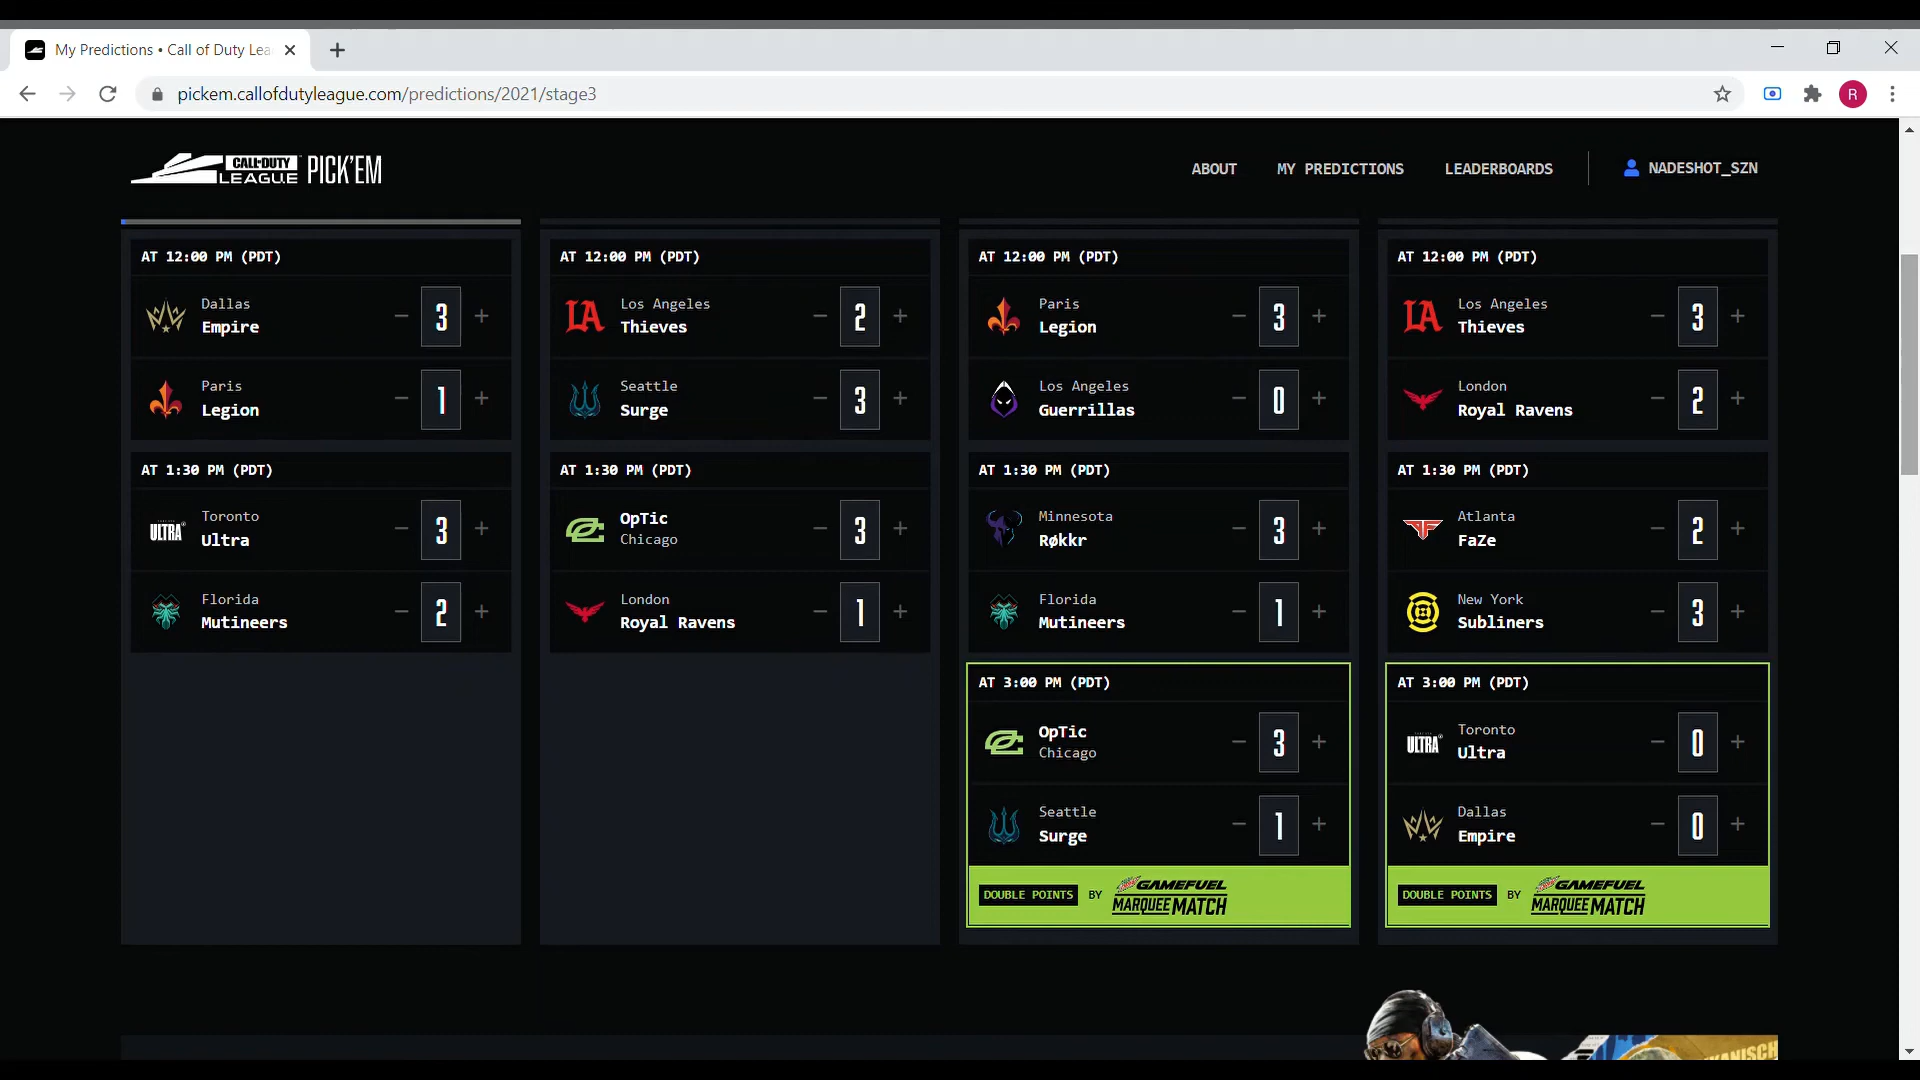 My Predictions • Call of Duty Lea
pickem.callofdutyleague.com/predictions/2021/stage3
R
CALL OF DUTY
LEAGUE PICK'EM
ABOUT
MY PREDICTIONS
LEADERBOARDS
NADESHOT_SZN
AT 12:00 PM (PDT)
Dallas
Empire
3
Paris
Legion
1
AT 1:30 PM (PDT)
ULTRA
Toronto
Ultra
3
Florida
Mutineers
2
AT 12:00 PM (PDT)
LA
Los Angeles
Thieves
2
Seattle
Surge
3
AT 1:30 PM (PDT)
OpTic
Chicago
3
London
Royal Ravens
1
AT 12:00 PM (PDT)
Paris
Legion
3
Los Angeles
Guerrillas
0
AT 1:30 PM (PDT)
Minnesota
Røkkr
3
Florida
Mutineers
1
AT 3:00 PM (PDT)
OpTic
Chicago
3
Seattle
Surge
1
DOUBLE POINTS BY GAMEFUEL
MARQUEE MATCH
AT 12:00 PM (PDT)
LA
Los Angeles
Thieves
3
London
Royal Ravens
2
AT 1:30 PM (PDT)
Atlanta
FaZe
2
New York
Subliners
3
AT 3:00 PM (PDT)
ULTRA
Toronto
Ultra
0
Dallas
Empire
0
DOUBLE POINTS BY GAMEFUEL
MARQUEE MATCH